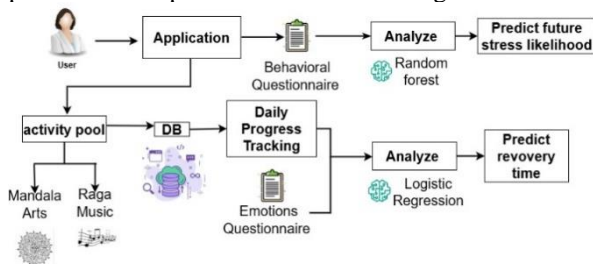 User
Application
Behavioral
Questionnaire
Analyze
Random
forest
Predict future
stress likelihood
activity pool
Mandala
Arts
Raga
Music
DB
Daily
Progress
Tracking
Emotions
Questionnaire
Analyze
Logistic
Regression
Predict
revovery
time